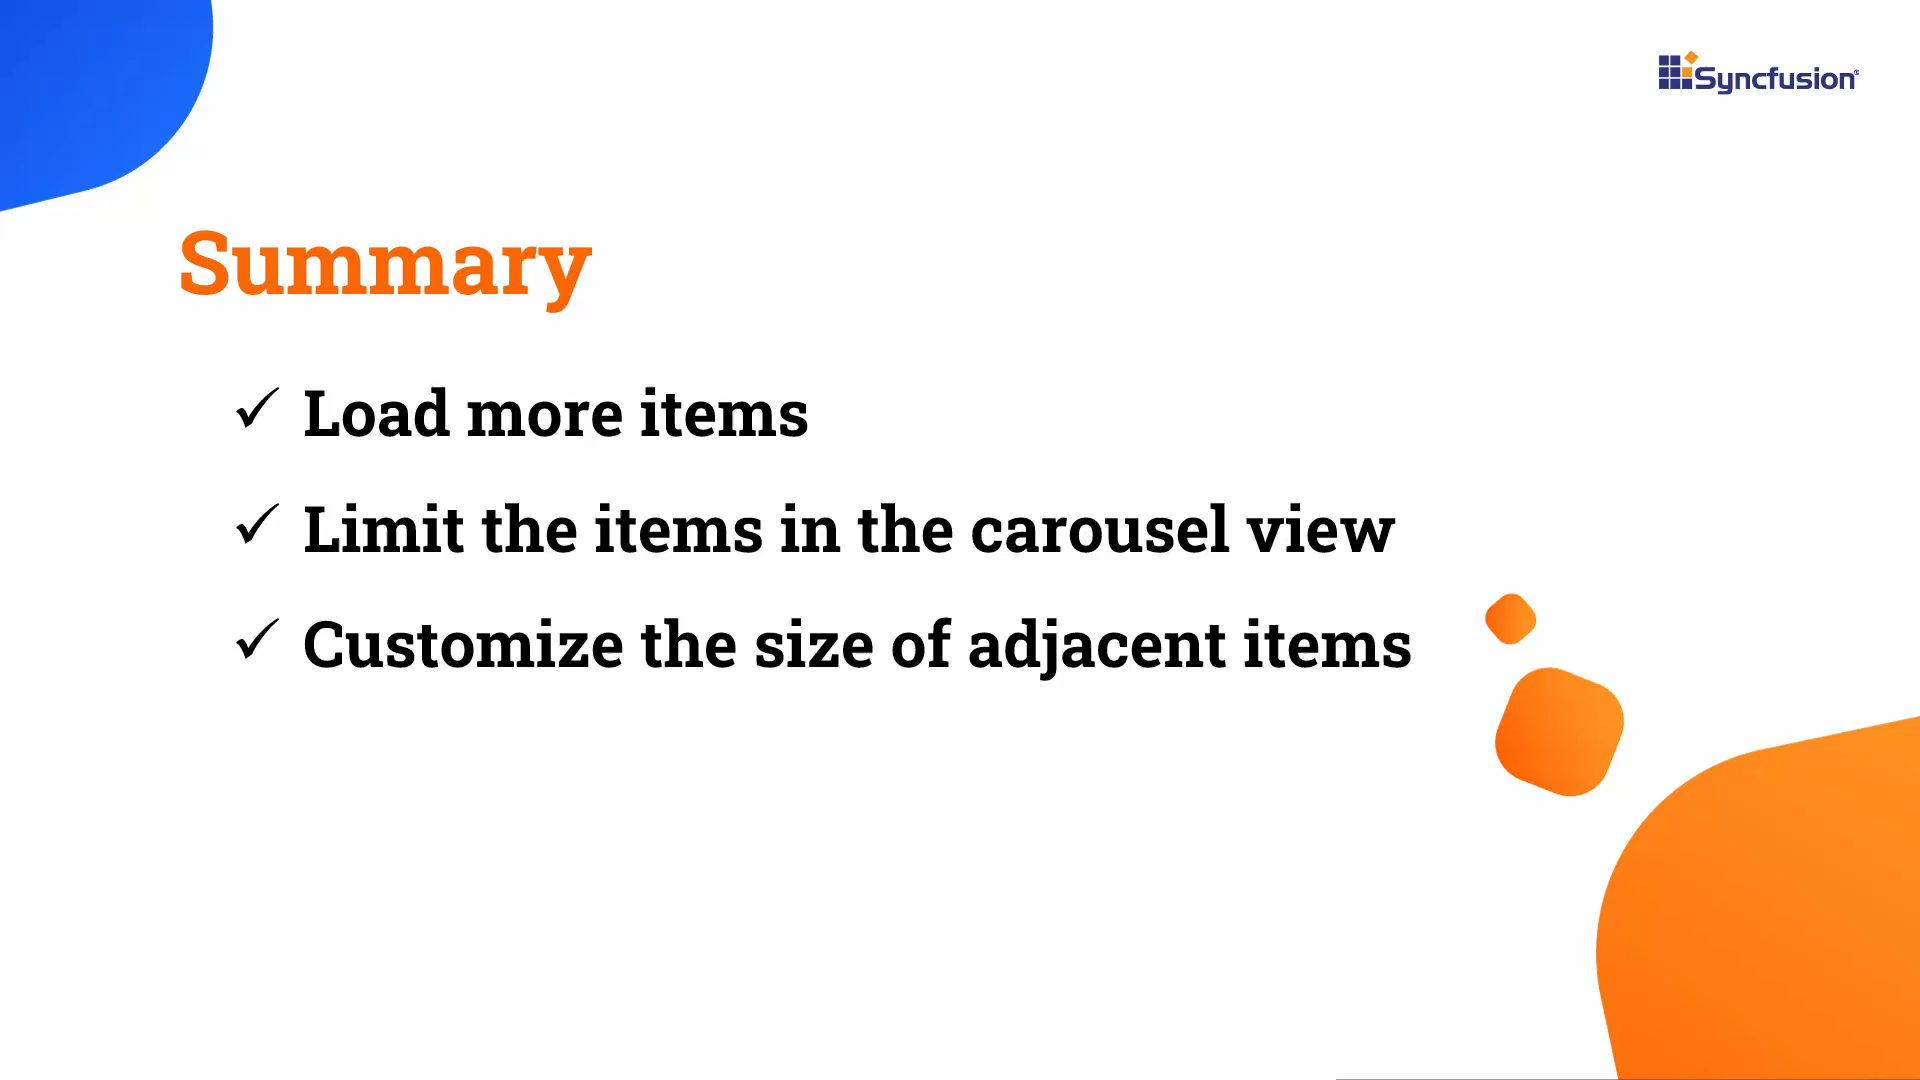 Syncfusion®
Summary
✓ Load more items
✓ Limit the items in the carousel view
✓ Customize the size of adjacent items